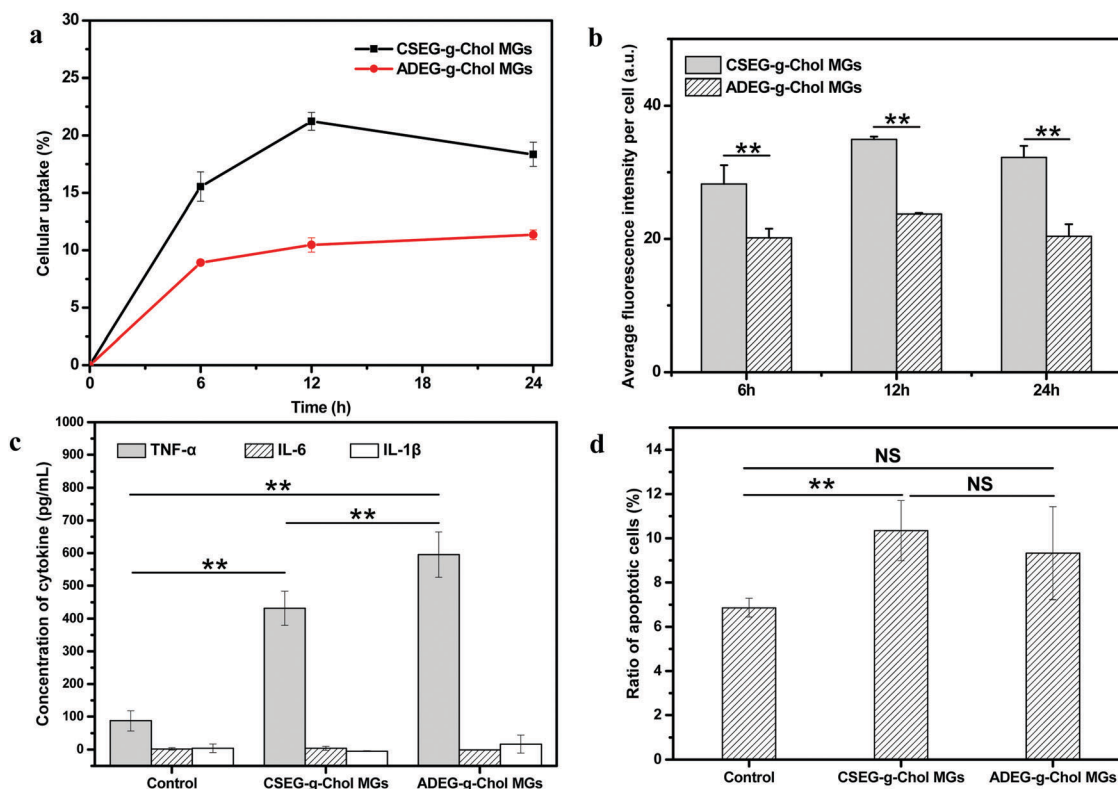 a
30
25
20
15
10
5
0
0 6 12 18 24
Cellular uptake (%)
Time (h)
CSEG-g-Chol MGs
ADEG-g-Chol MGs
b
40
20
0
Average fluorescence intensity per cell (a.u.)
CSEG-g-Chol MGs
ADEG-g-Chol MGs
** ** **
6h 12h 24h
c
1000
900
800
700
600
500
400
300
200
100
0
Concentration of cytokine (pg/mL)
TNF-α IL-6 IL-1β
**
**
**
Control CSEG-g-Chol MGs ADEG-g-Chol MGs
d
14
12
10
8
6
4
2
0
Ratio of apoptotic cells (%)
NS
** NS
Control CSEG-g-Chol MGs ADEG-g-Chol MGs